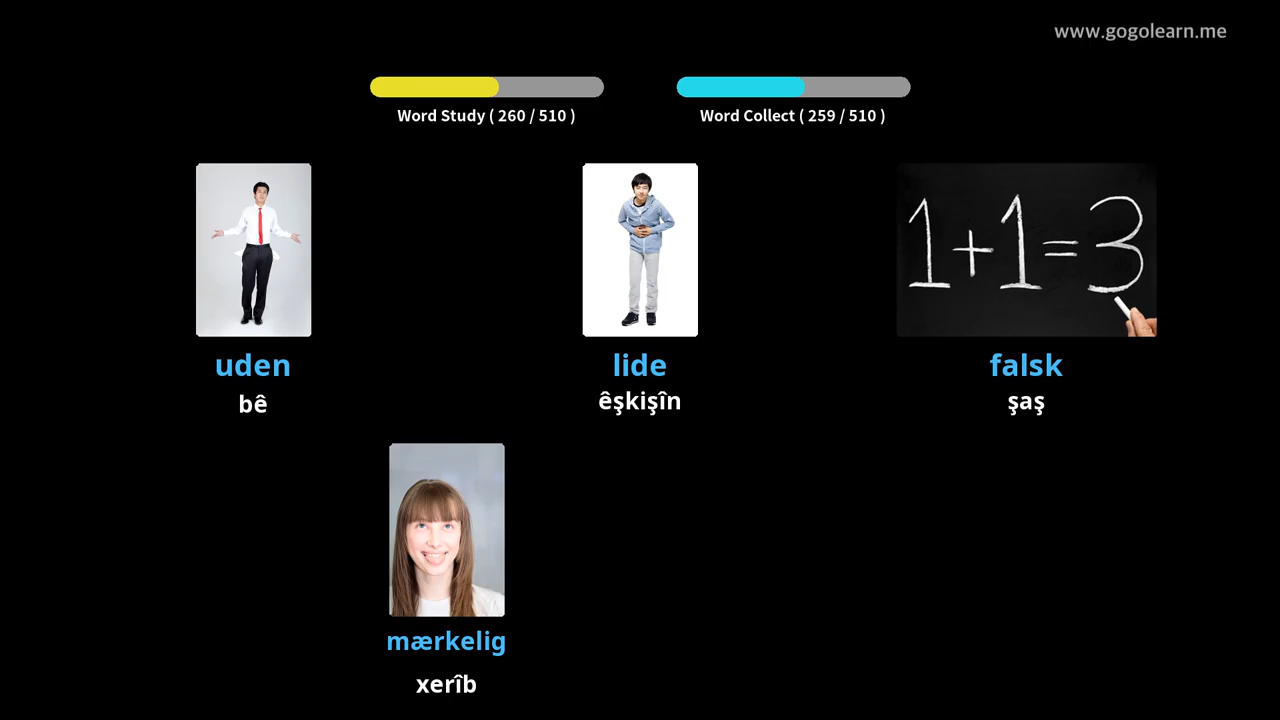 www.gogolearn.me
Word Study ( 260 / 510 )
Word Collect ( 259 / 510 )
1+1=3
uden
bê
lide
êşkişîn
falsk
şaş
mærkelig
xerîb